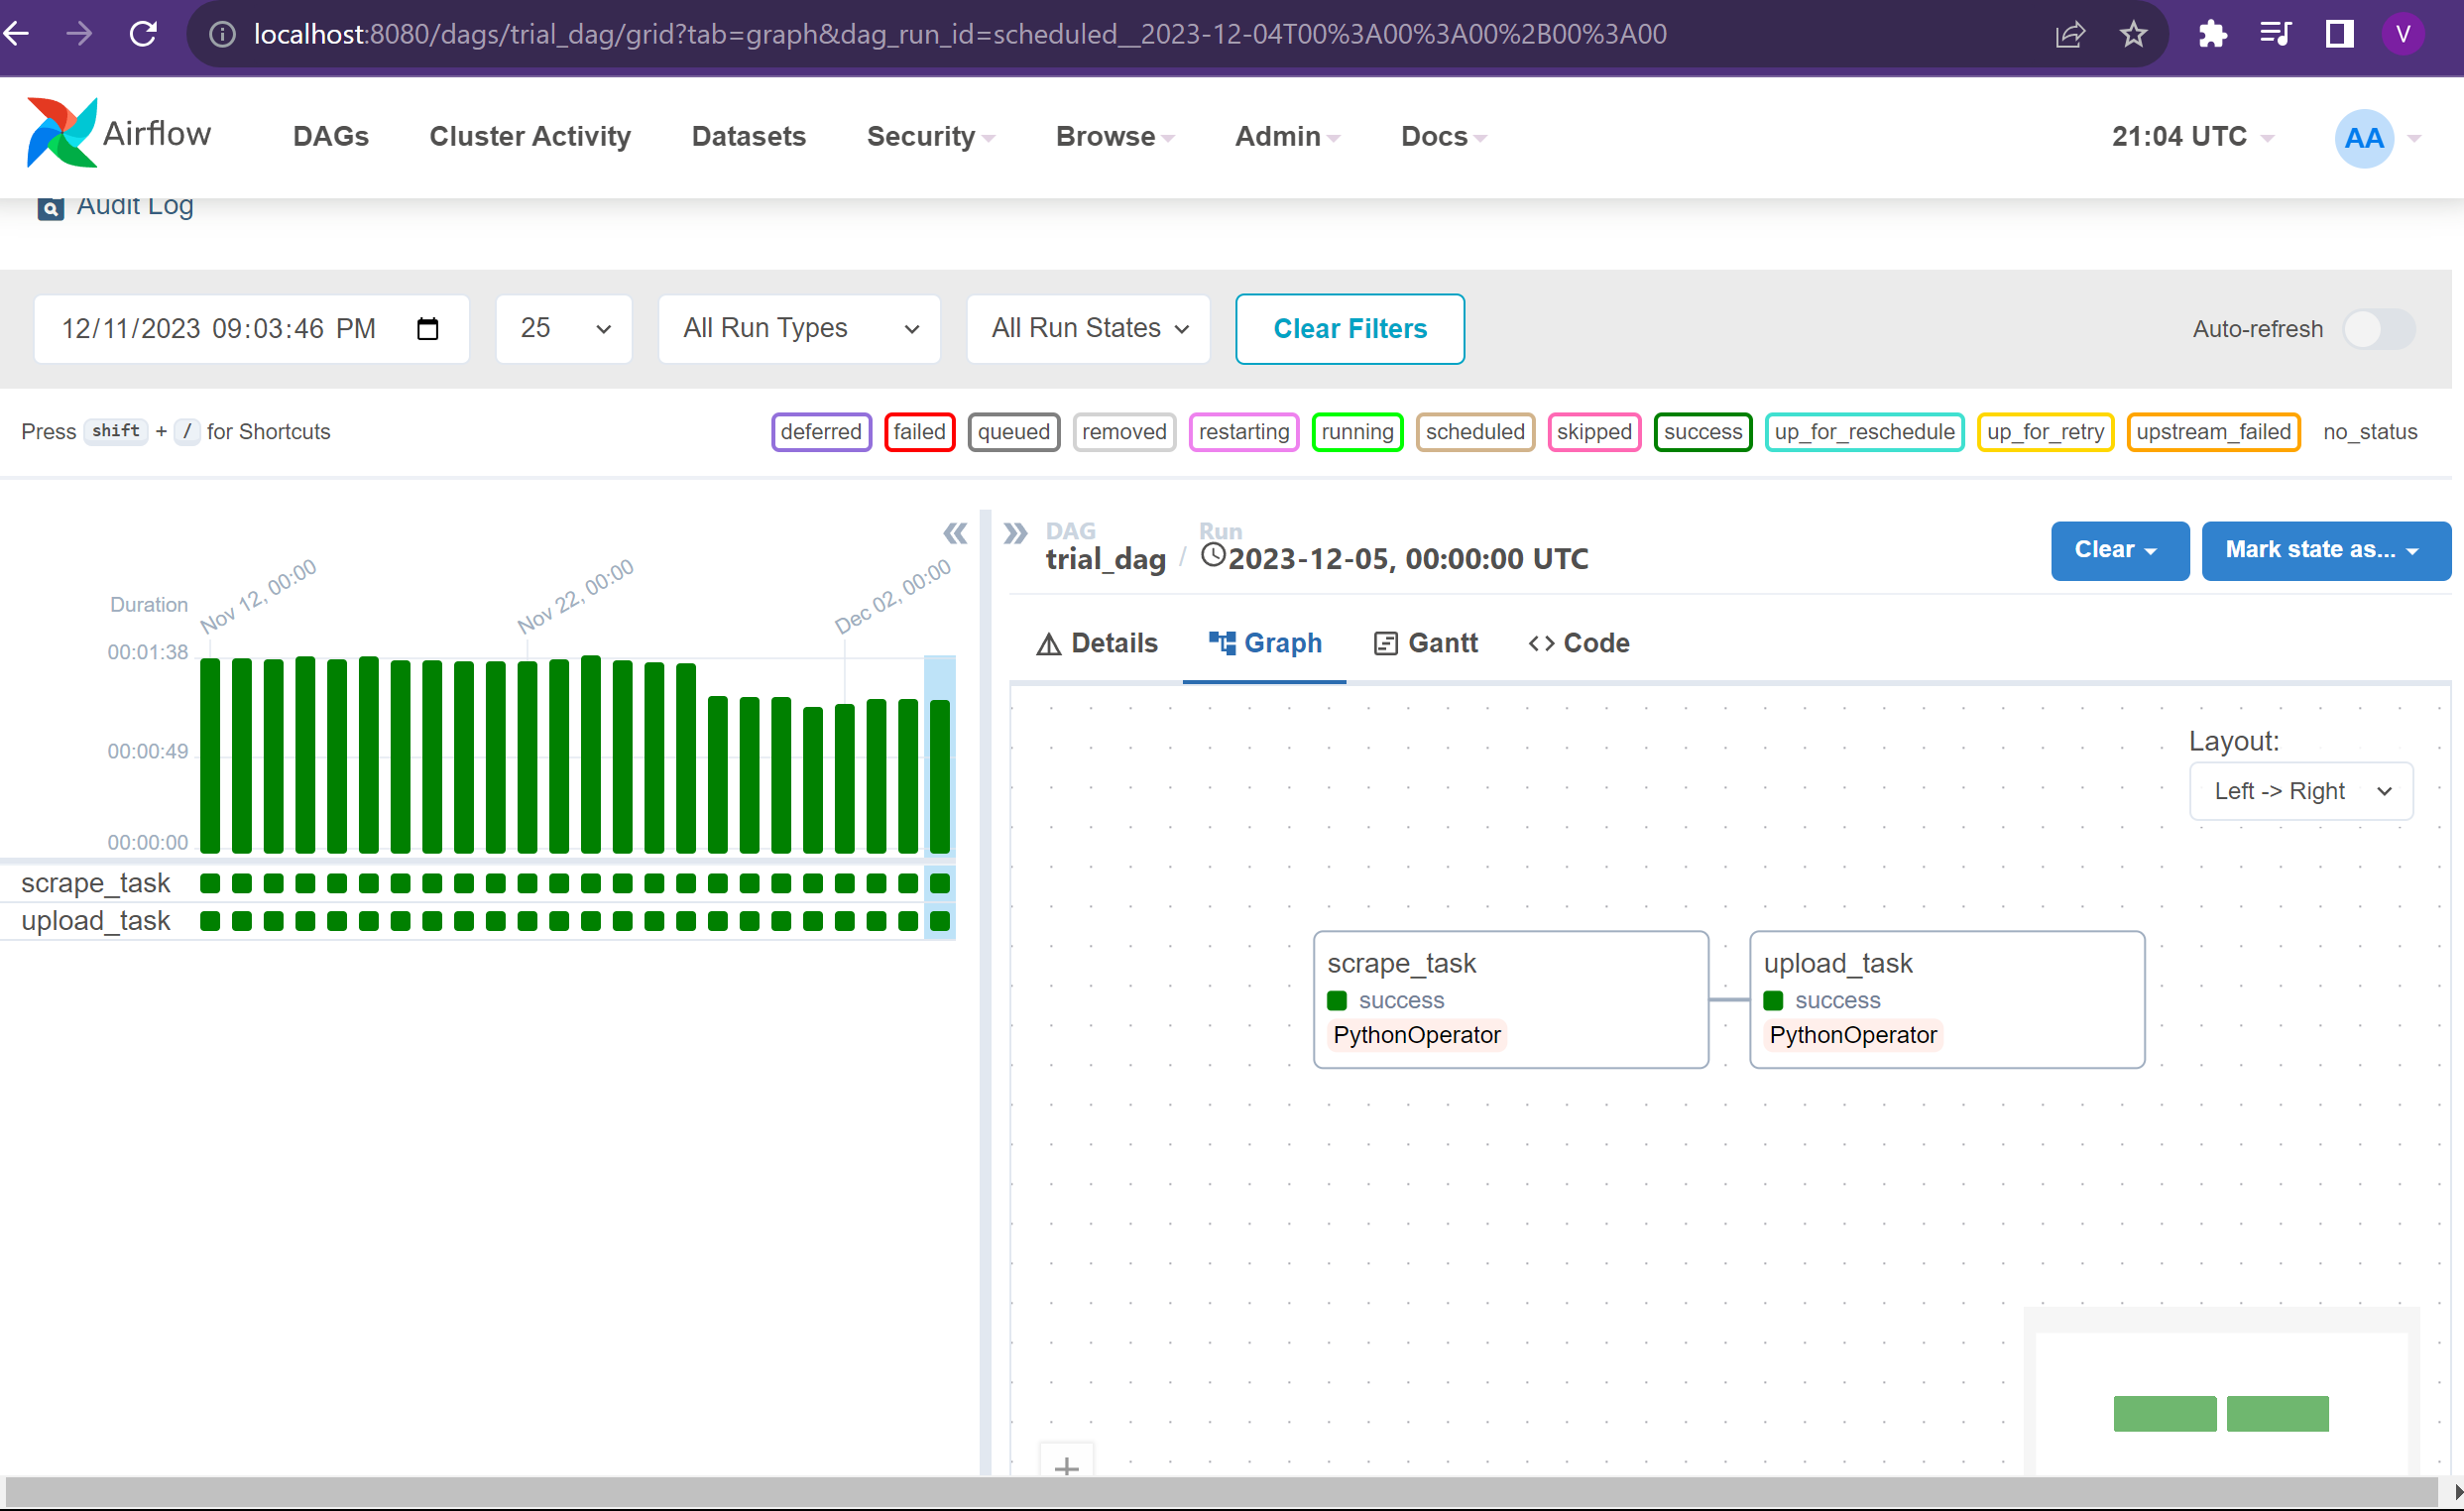 localhost:8080/dags/trial_dag/grid?tab=graph&dag_run_id=scheduled__2023-12-04T00%3A00%3A00%2B00%3A00
V
Airflow DAGs Cluster Activity Datasets Security Browse Admin Docs 21:04 UTC AA
Audit Log
12/11/2023 09:03:46 PM 25 All Run Types All Run States Clear Filters Auto-refresh
Press shift + / for Shortcuts deferred failed queued removed restarting running scheduled skipped success up_for_reschedule up_for_retry upstream_failed no_status
Duration
Nov 12, 00:00
Nov 22, 00:00
Dec 02, 00:00
00:01:38
00:00:49
00:00:00
scrape_task
upload_task
DAG
trial_dag
/
Run
2023-12-05, 00:00:00 UTC
Clear
Mark state as...
Details Graph Gantt <> Code
Layout:
Left -> Right
scrape_task
success
PythonOperator
upload_task
success
PythonOperator
+